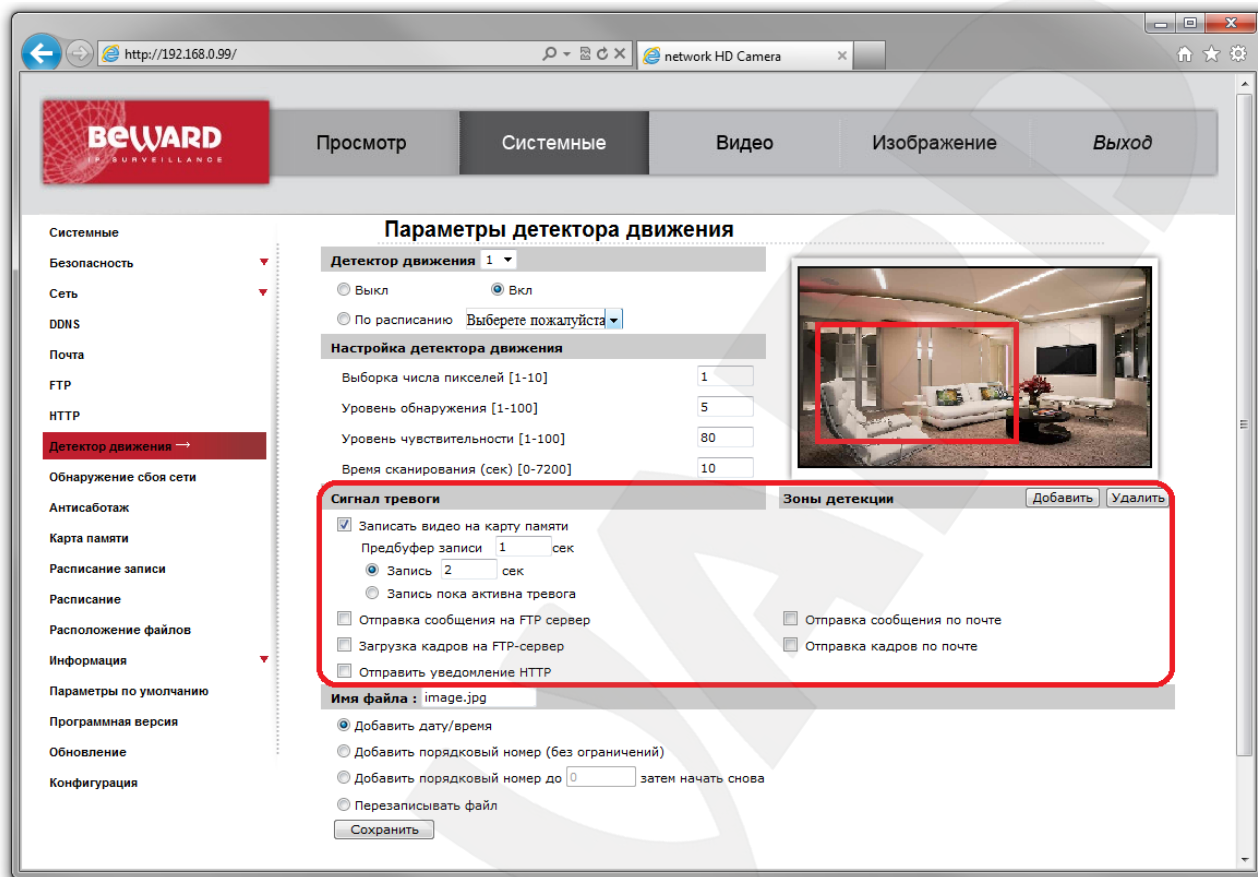 http://192.168.0.99/
network HD Camera
BEWARD
IP SURVEILLANCE
Просмотр
Системные
Видео
Изображение
Выход
Системные
Безопасность
Сеть
DDNS
Почта
FTP
HTTP
Детектор движения
Обнаружение сбоя сети
Антисаботаж
Карта памяти
Расписание записи
Расписание
Расположение файлов
Информация
Параметры по умолчанию
Программная версия
Обновление
Конфигурация
Параметры детектора движения
Детектор движения 1
Выкл Вкл
По расписанию Выберете пожалуйста
Настройка детектора движения
Выборка числа пикселей [1-10] 1
Уровень обнаружения [1-100] 5
Уровень чувствительности [1-100] 80
Время сканирования (сек) [0-7200] 10
Сигнал тревоги Зоны детекции Добавить Удалить
Записать видео на карту памяти
Предбуфер записи 1 сек
Запись 2 сек
Запись пока активна тревога
Отправка сообщения на FTP сервер Отправка сообщения по почте
Загрузка кадров на FTP-сервер Отправка кадров по почте
Отправить уведомление HTTP
Имя файла : image.jpg
Добавить дату/время
Добавить порядковый номер (без ограничений)
Добавить порядковый номер до 0 затем начать снова
Перезаписывать файл
Сохранить